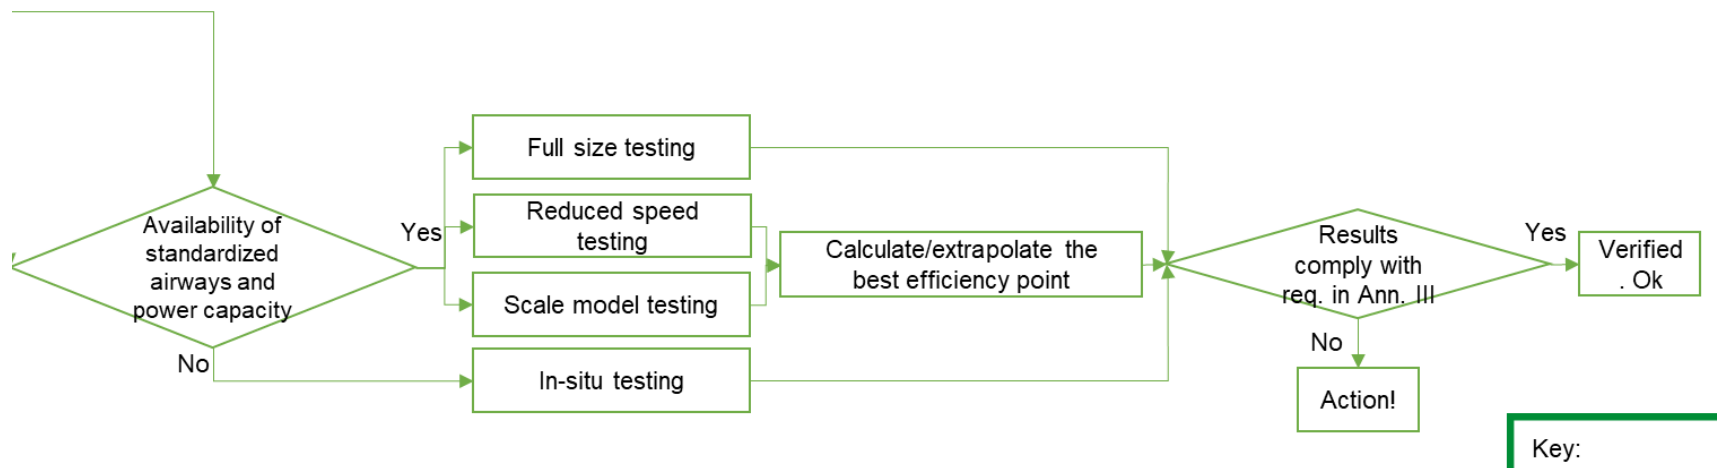 Availability of
standardized
airways and
power capacity
Yes
No
Full size testing
Reduced speed
testing
Scale model testing
In-situ testing
Calculate/extrapolate the
best efficiency point
Results
comply with
req. in Ann. III
Yes
No
Verified
. Ok
Action!
Key: